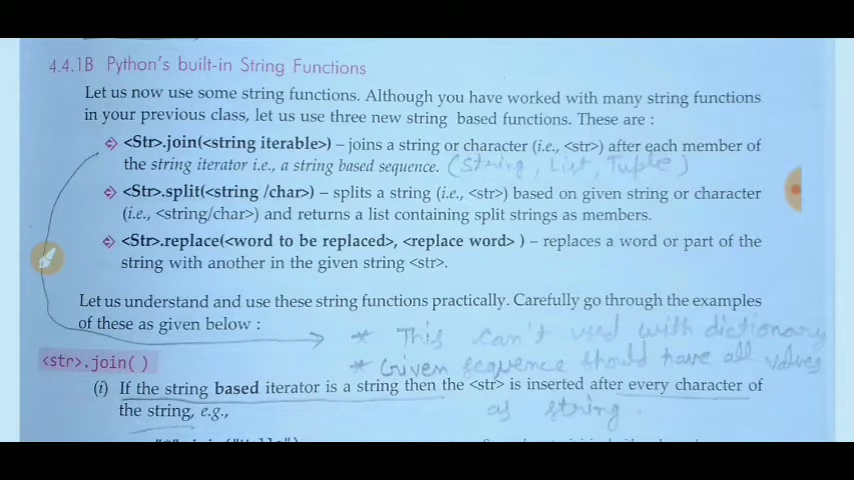 4.4.1B Python's built-in String Functions
Let us now use some string functions. Although you have worked with many string functions
in your previous class, let us use three new string based functions. These are :
<Str>.join(<string iterable>) – joins a string or character (i.e., <str>) after each member of
the string iterator i.e., a string based sequence. (String, List, Tuple)
<Str>.split(<string /char>) – splits a string (i.e., <str>) based on given string or character
(i.e., <string/char>) and returns a list containing split strings as members.
<Str>.replace(<word to be replaced>, <replace word> ) – replaces a word or part of the
string with another in the given string <str>.
Let us understand and use these string functions practically. Carefully go through the examples
of these as given below :
* This can't used with dictionary
<str>.join()
* Given sequence should have all values
(i) If the string based iterator is a string then the <str> is inserted after every character of
the string, e.g.,
as string.